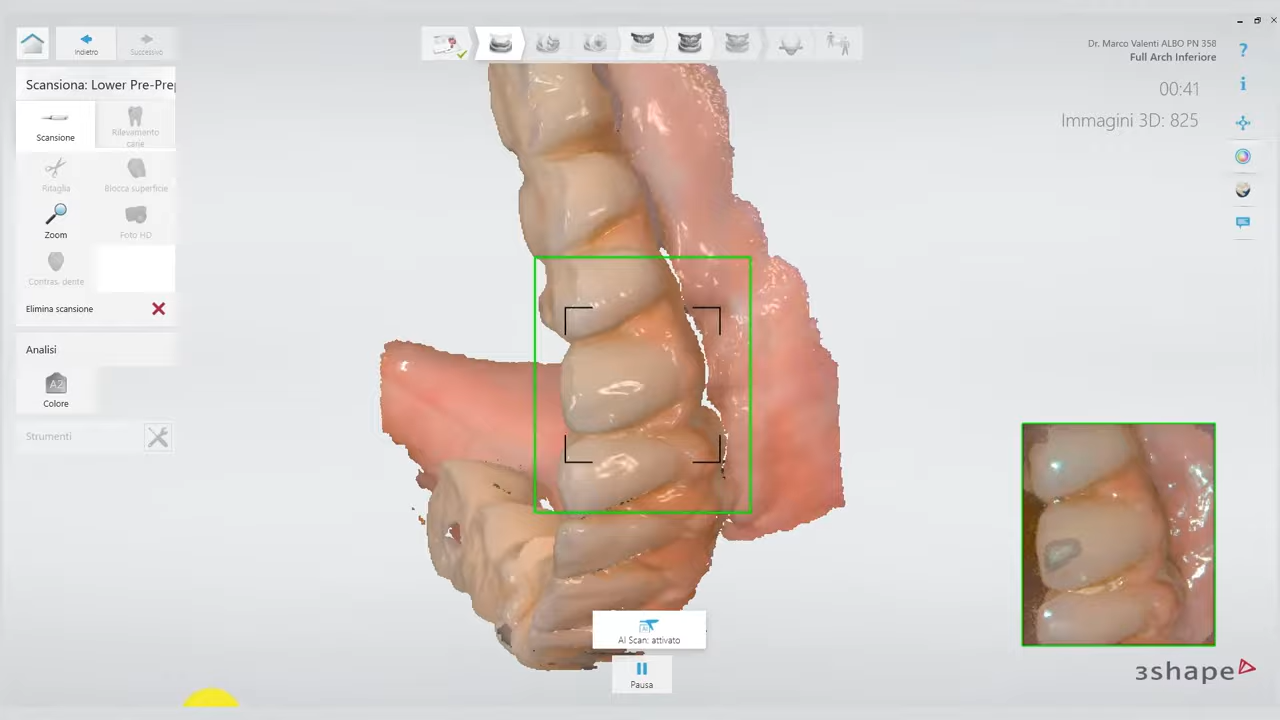 Indietro
Successivo
Dr. Marco Valenti ALBO PN 358
Full Arch Inferiore
00:41
Immagini 3D: 825
Scansiona: Lower Pre-Prep
Scansione
Rilevamento
carie
Ritaglia
Blocca superficie
Zoom
Foto HD
Contras. dente
Elimina scansione
Analisi
A2
Colore
Strumenti
AI
AI Scan: attivato
Pausa
3shape